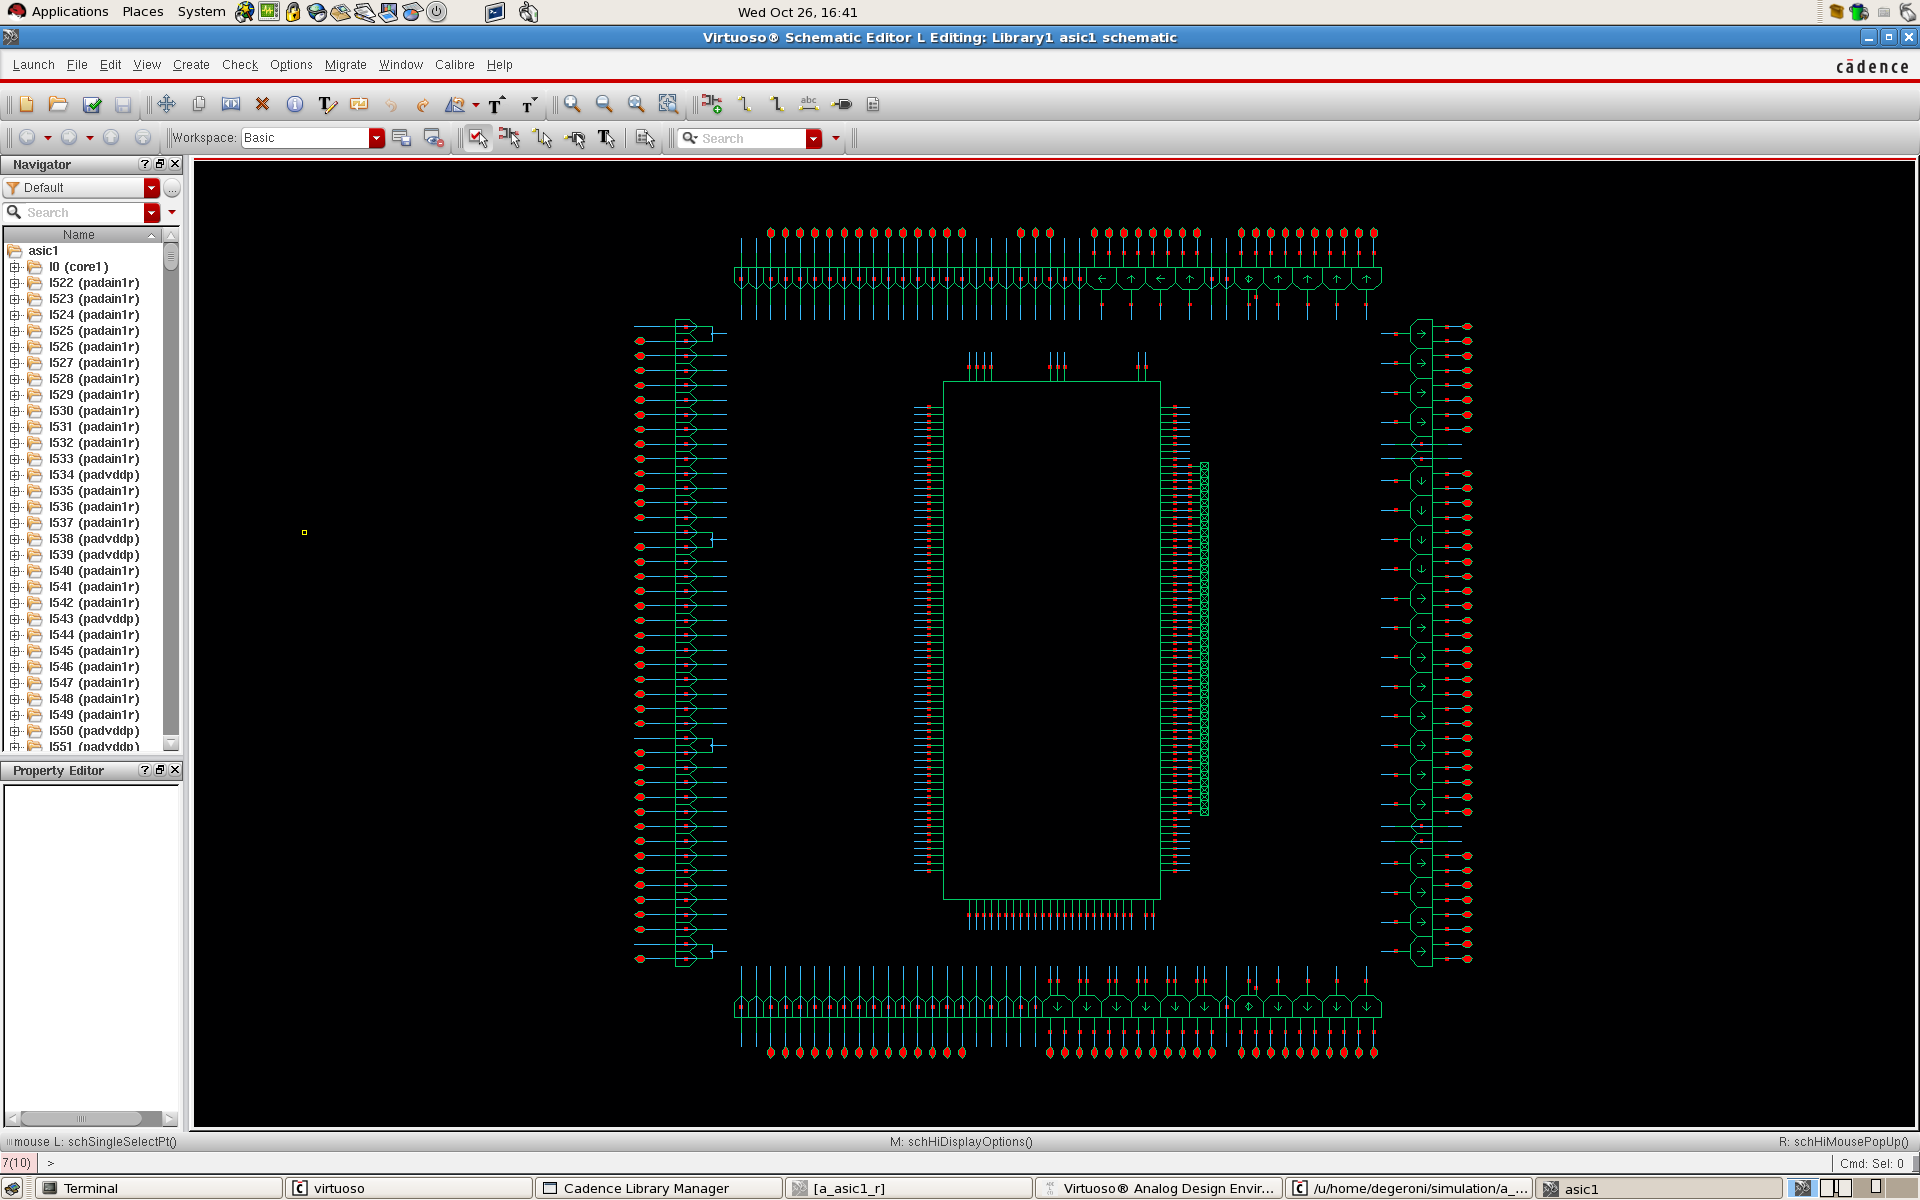 Applications Places System Wed Oct 26, 16:41
Virtuoso® Schematic Editor L Editing: Library1 asic1 schematic
Launch File Edit View Create Check Options Migrate Window Calibre Help cādence
Workspace: Basic Search
Navigator
Default
Search
Name
asic1
I0 (core1)
I522 (padain1r)
I523 (padain1r)
I524 (padain1r)
I525 (padain1r)
I526 (padain1r)
I527 (padain1r)
I528 (padain1r)
I529 (padain1r)
I530 (padain1r)
I531 (padain1r)
I532 (padain1r)
I533 (padain1r)
I534 (padvddp)
I535 (padain1r)
I536 (padain1r)
I537 (padain1r)
I538 (padvddp)
I539 (padvddp)
I540 (padain1r)
I541 (padain1r)
I542 (padain1r)
I543 (padvddp)
I544 (padain1r)
I545 (padain1r)
I546 (padain1r)
I547 (padain1r)
I548 (padain1r)
I549 (padain1r)
I550 (padvddp)
I551 (padvddp)
Property Editor
mouse L: schSingleSelectPt() M: schHiDisplayOptions() R: schHiMousePopUp()
7(10) > Cmd: Sel: 0
Terminal virtuoso Cadence Library Manager [a_asic1_r] Virtuoso® Analog Design Envir... /u/home/degeroni/simulation/a_... asic1